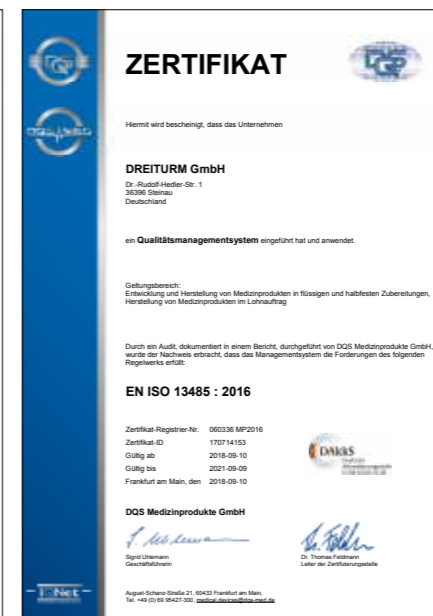 DQS
ZERTIFIKAT
DQS MED
Hiermit wird bescheinigt, dass das Unternehmen
DREITURM GmbH
Dr.-Rudolf-Hedler-Str. 1
36396 Steinau
Deutschland
ein Qualitätsmanagementsystem eingeführt hat und anwendet.
Geltungsbereich:
Entwicklung und Herstellung von Medizinprodukten in flüssigen und halbfesten Zubereitungen,
Herstellung von Medizinprodukten im Lohnauftrag
Durch ein Audit, dokumentiert in einem Bericht, durchgeführt von DQS Medizinprodukte GmbH,
wurde der Nachweis erbracht, dass das Managementsystem die Forderungen des folgenden
Regelwerks erfüllt:
EN ISO 13485 : 2016
Zertifikat-Registrier-Nr. 060336 MP2016
Zertifikat-ID 170714153
Gültig ab 2018-09-10
Gültig bis 2021-09-09
Frankfurt am Main, den 2018-09-10
DAkkS
DQS Medizinprodukte GmbH
Sigrid Uhlemann
Geschäftsführerin
Dr. Thomas Feldmann
Leiter der Zertifizierungsstelle
August-Schanz-Straße 21, 60433 Frankfurt am Main,
Tel. +49 (0) 69 95427-300, medical.devices@dqs-med.de
IQNet